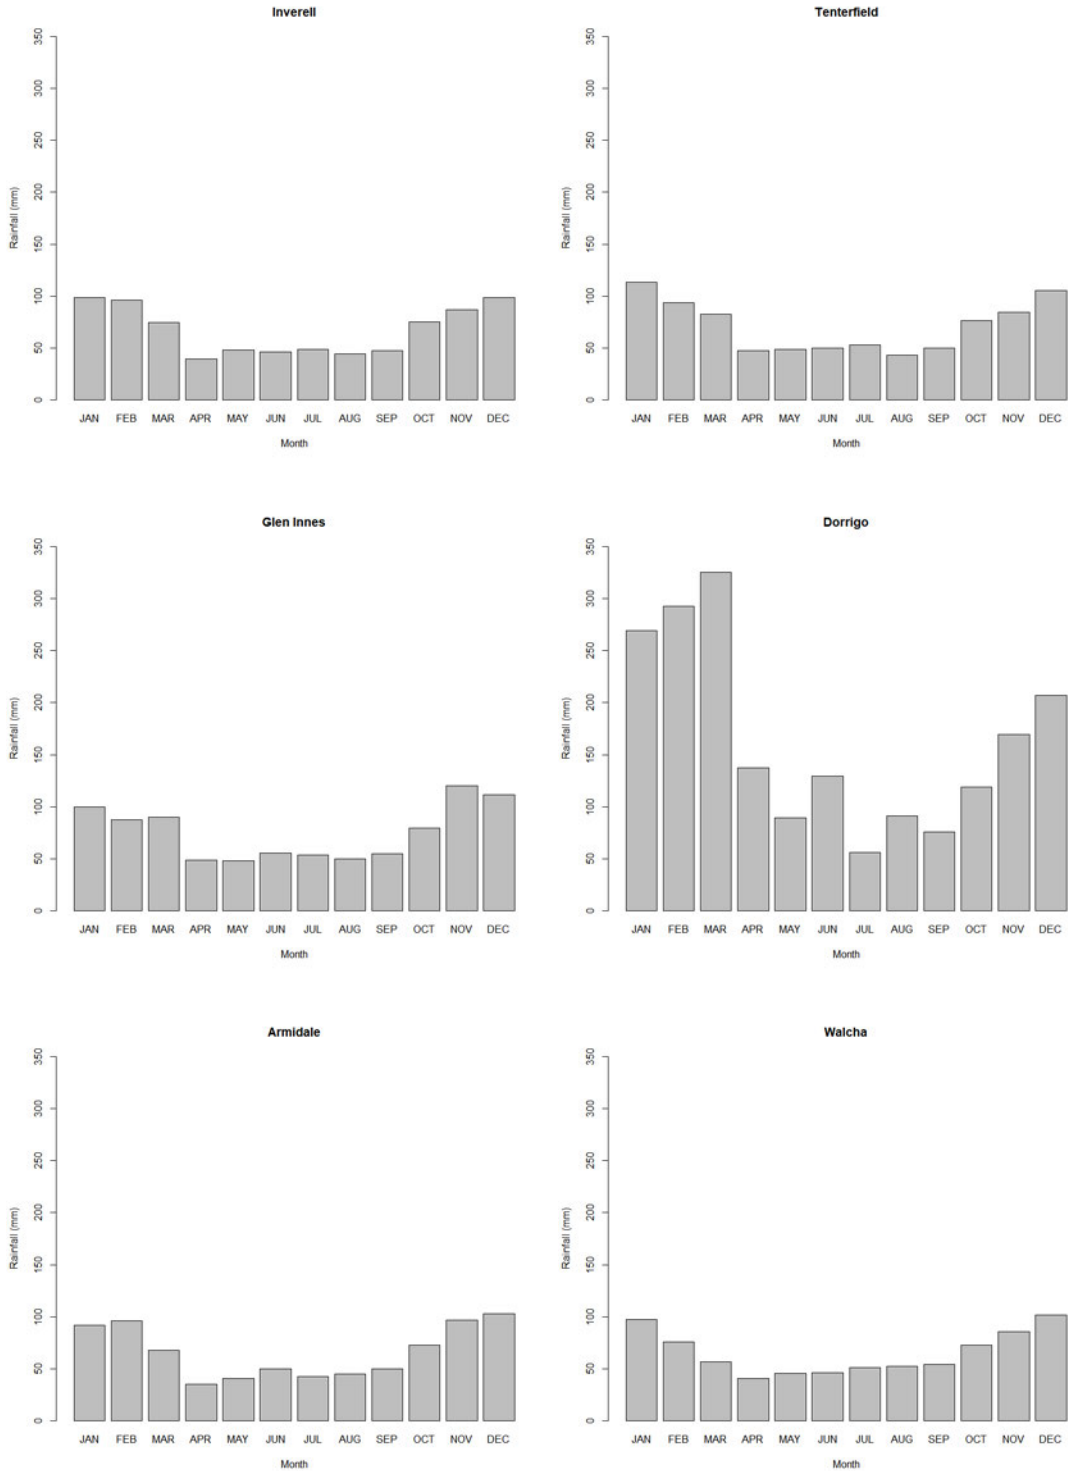 Inverell
350
300
250
200
150
100
50
0
Rainfall (mm)
JAN FEB MAR APR MAY JUN JUL AUG SEP OCT NOV DEC
Month
Tenterfield
350
300
250
200
150
100
50
0
Rainfall (mm)
JAN FEB MAR APR MAY JUN JUL AUG SEP OCT NOV DEC
Month
Glen Innes
350
300
250
200
150
100
50
0
Rainfall (mm)
JAN FEB MAR APR MAY JUN JUL AUG SEP OCT NOV DEC
Month
Dorrigo
350
300
250
200
150
100
50
0
Rainfall (mm)
JAN FEB MAR APR MAY JUN JUL AUG SEP OCT NOV DEC
Month
Armidale
350
300
250
200
150
100
50
0
Rainfall (mm)
JAN FEB MAR APR MAY JUN JUL AUG SEP OCT NOV DEC
Month
Walcha
350
300
250
200
150
100
50
0
Rainfall (mm)
JAN FEB MAR APR MAY JUN JUL AUG SEP OCT NOV DEC
Month